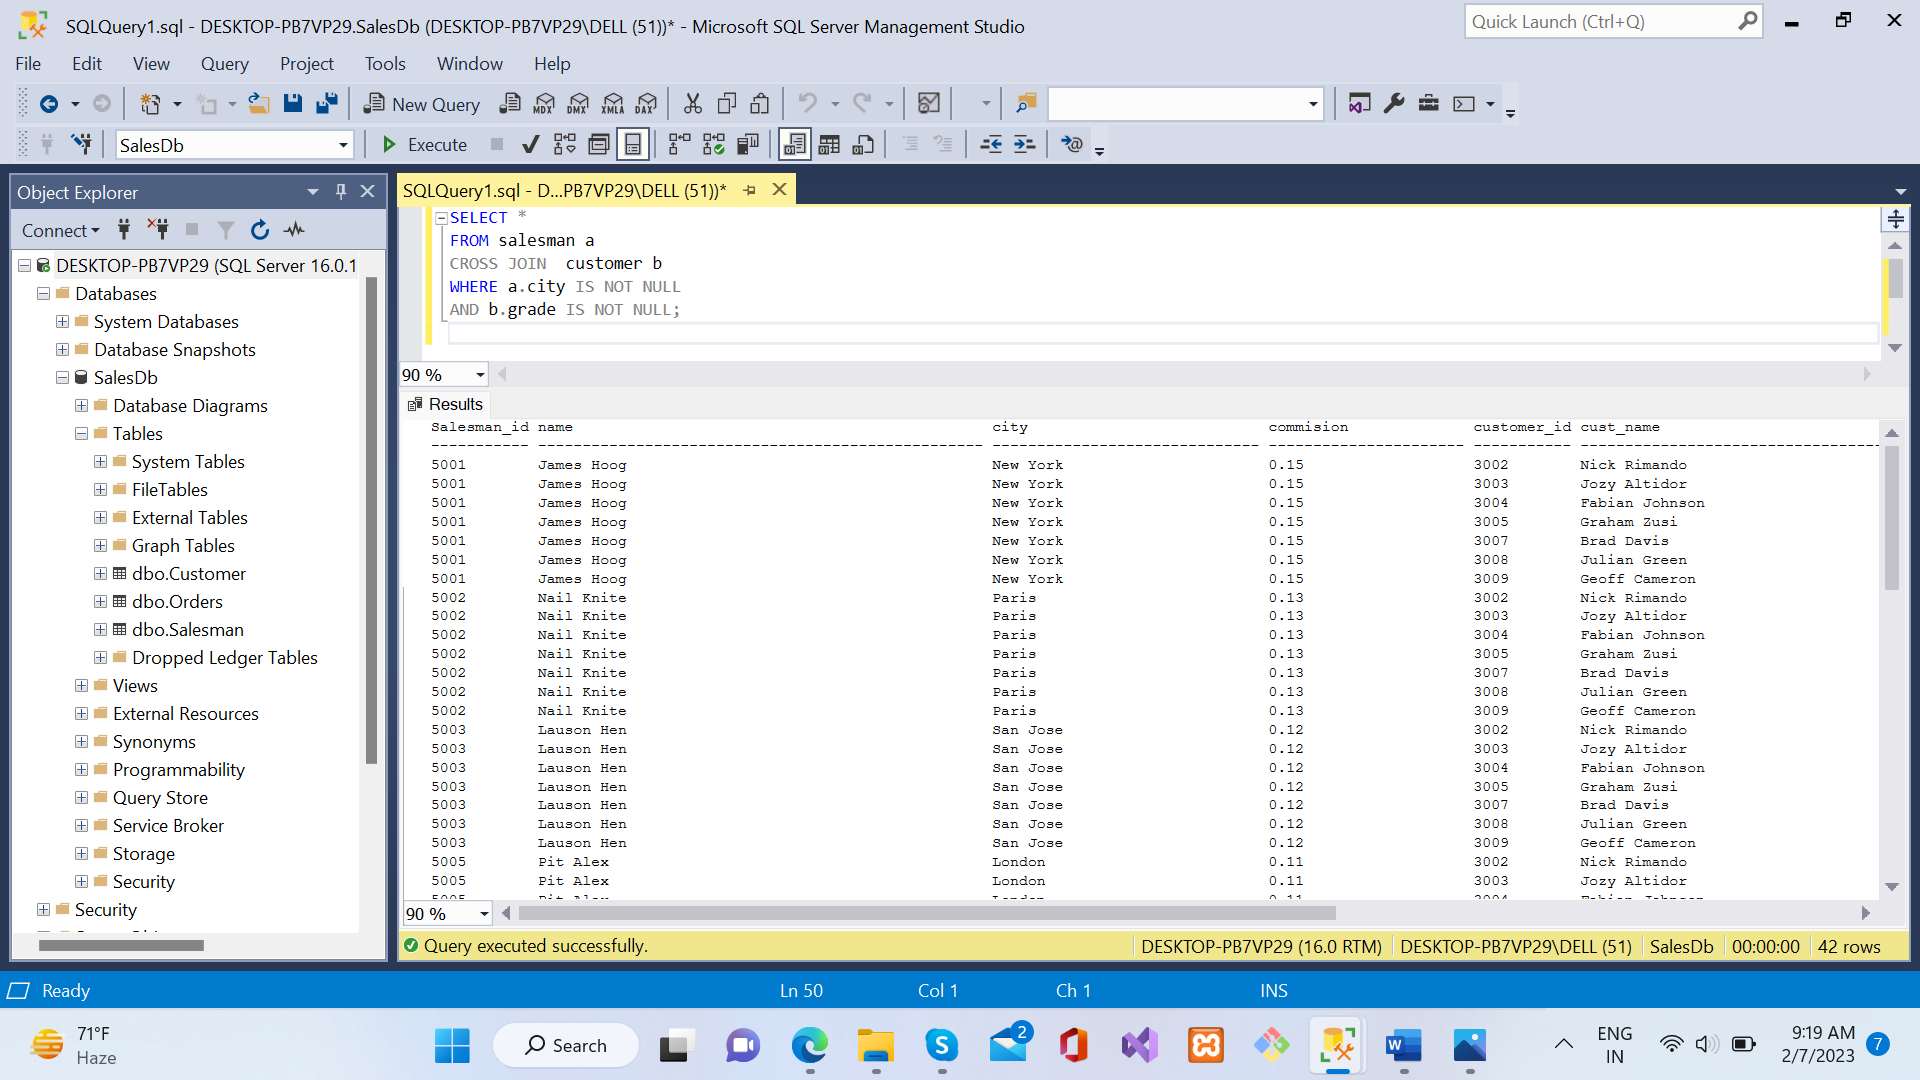 SQLQuery1.sql - DESKTOP-PB7VP29.SalesDb (DESKTOP-PB7VP29\DELL (51))* - Microsoft SQL Server Management Studio
Quick Launch (Ctrl+Q)
File Edit View Query Project Tools Window Help
New Query MDX DMX XMLA DAX
SalesDb Execute
Object Explorer
Connect
DESKTOP-PB7VP29 (SQL Server 16.0.1
Databases
System Databases
Database Snapshots
SalesDb
Database Diagrams
Tables
System Tables
FileTables
External Tables
Graph Tables
dbo.Customer
dbo.Orders
dbo.Salesman
Dropped Ledger Tables
Views
External Resources
Synonyms
Programmability
Query Store
Service Broker
Storage
Security
Security
SQLQuery1.sql - D...PB7VP29\DELL (51))*
SELECT *
FROM salesman a
CROSS JOIN  customer b
WHERE a.city IS NOT NULL
AND b.grade IS NOT NULL;
90 %
Results
Salesman_id name city commision customer_id cust_name
5001 James Hoog New York 0.15 3002 Nick Rimando
5001 James Hoog New York 0.15 3003 Jozy Altidor
5001 James Hoog New York 0.15 3004 Fabian Johnson
5001 James Hoog New York 0.15 3005 Graham Zusi
5001 James Hoog New York 0.15 3007 Brad Davis
5001 James Hoog New York 0.15 3008 Julian Green
5001 James Hoog New York 0.15 3009 Geoff Cameron
5002 Nail Knite Paris 0.13 3002 Nick Rimando
5002 Nail Knite Paris 0.13 3003 Jozy Altidor
5002 Nail Knite Paris 0.13 3004 Fabian Johnson
5002 Nail Knite Paris 0.13 3005 Graham Zusi
5002 Nail Knite Paris 0.13 3007 Brad Davis
5002 Nail Knite Paris 0.13 3008 Julian Green
5002 Nail Knite Paris 0.13 3009 Geoff Cameron
5003 Lauson Hen San Jose 0.12 3002 Nick Rimando
5003 Lauson Hen San Jose 0.12 3003 Jozy Altidor
5003 Lauson Hen San Jose 0.12 3004 Fabian Johnson
5003 Lauson Hen San Jose 0.12 3005 Graham Zusi
5003 Lauson Hen San Jose 0.12 3007 Brad Davis
5003 Lauson Hen San Jose 0.12 3008 Julian Green
5003 Lauson Hen San Jose 0.12 3009 Geoff Cameron
5005 Pit Alex London 0.11 3002 Nick Rimando
5005 Pit Alex London 0.11 3003 Jozy Altidor
90 %
Query executed successfully. DESKTOP-PB7VP29 (16.0 RTM) DESKTOP-PB7VP29\DELL (51) SalesDb 00:00:00 42 rows
Ready Ln 50 Col 1 Ch 1 INS
71°F
Haze
Search
2
ENG
IN
9:19 AM
2/7/2023
7